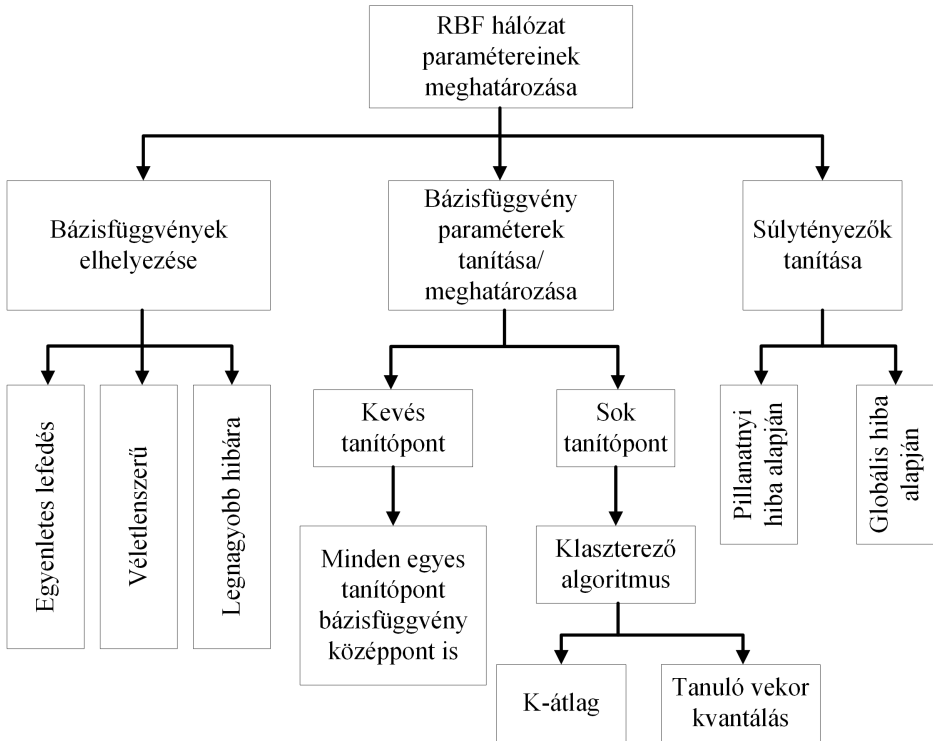 RBF hálózat
paramétereinek
meghatározása
Bázisfüggvények
elhelyezése
Bázisfüggvény
paraméterek
tanítása/
meghatározása
Súlytényezők
tanítása
Egyenletes lefedés
Véletlenszerű
Legnagyobb hibára
Kevés
tanítópont
Sok
tanítópont
Pillanatnyi
hiba alapján
Globális hiba
alapján
Minden egyes
tanítópont
bázisfüggvény
középpont is
Klaszterező
algoritmus
K-átlag
Tanuló vekor
kvantálás